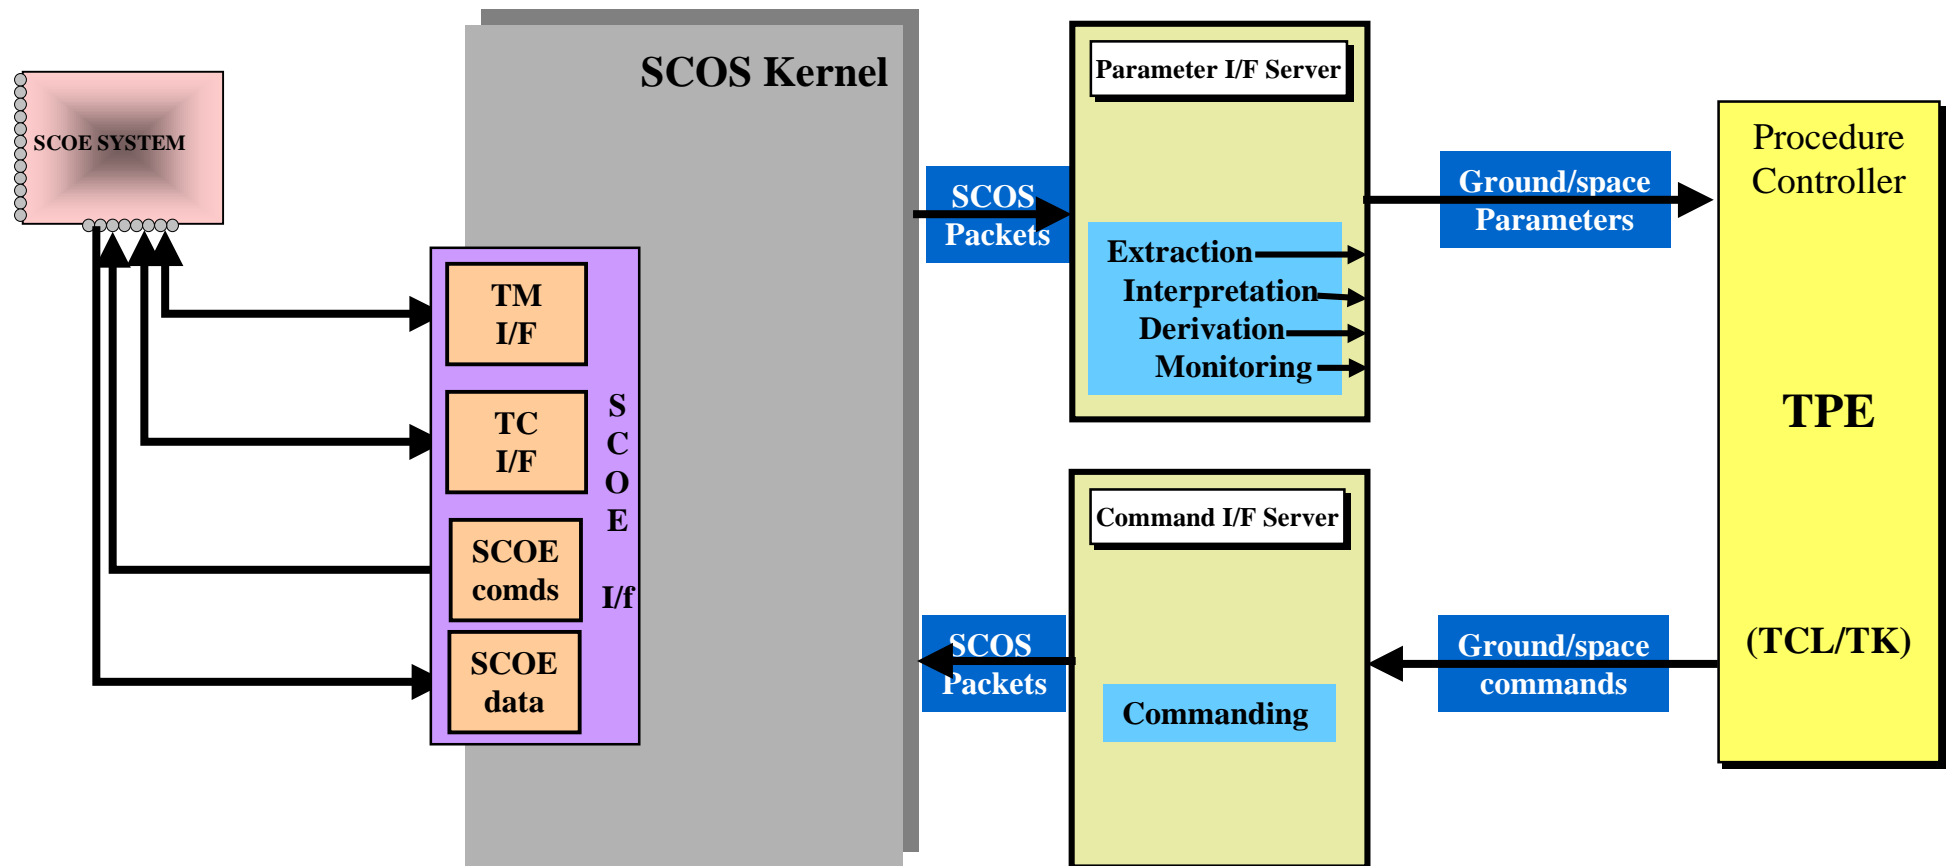 SCOS Kernel
SCOE SYSTEM
TM
I/F
TC
I/F
SCOE
comds
SCOE
data
S
C
O
E
I/f
SCOS
Packets
Parameter I/F Server
Extraction
Interpretation
Derivation
Monitoring
Ground/space
Parameters
SCOS
Packets
Command I/F Server
Commanding
Ground/space
commands
Procedure
Controller
TPE
(TCL/TK)